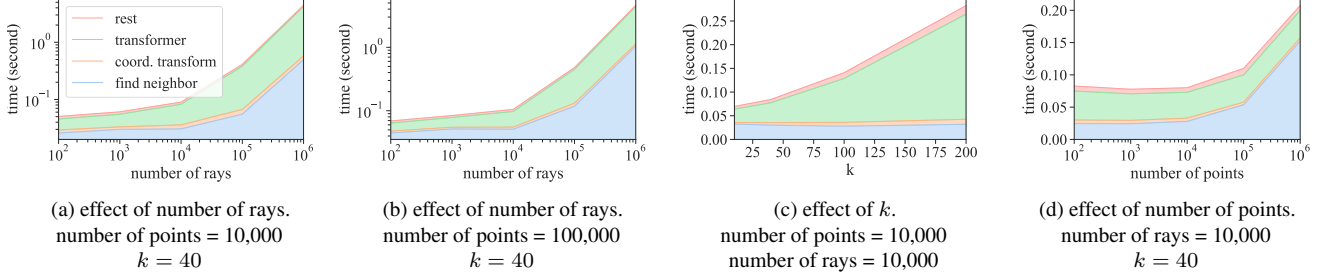 time (second)
10^0
10^-1
rest
transformer
coord. transform
find neighbor
10^2 10^3 10^4 10^5 10^6
number of rays
(a) effect of number of rays.
number of points = 10,000
k = 40
time (second)
10^0
10^-1
10^2 10^3 10^4 10^5 10^6
number of rays
(b) effect of number of rays.
number of points = 100,000
k = 40
time (second)
0.25
0.20
0.15
0.10
0.05
0.00
25 50 75 100 125 150 175 200
k
(c) effect of k.
number of points = 10,000
number of rays = 10,000
time (second)
0.20
0.15
0.10
0.05
0.00
10^2 10^3 10^4 10^5 10^6
number of points
(d) effect of number of points.
number of rays = 10,000
k = 40